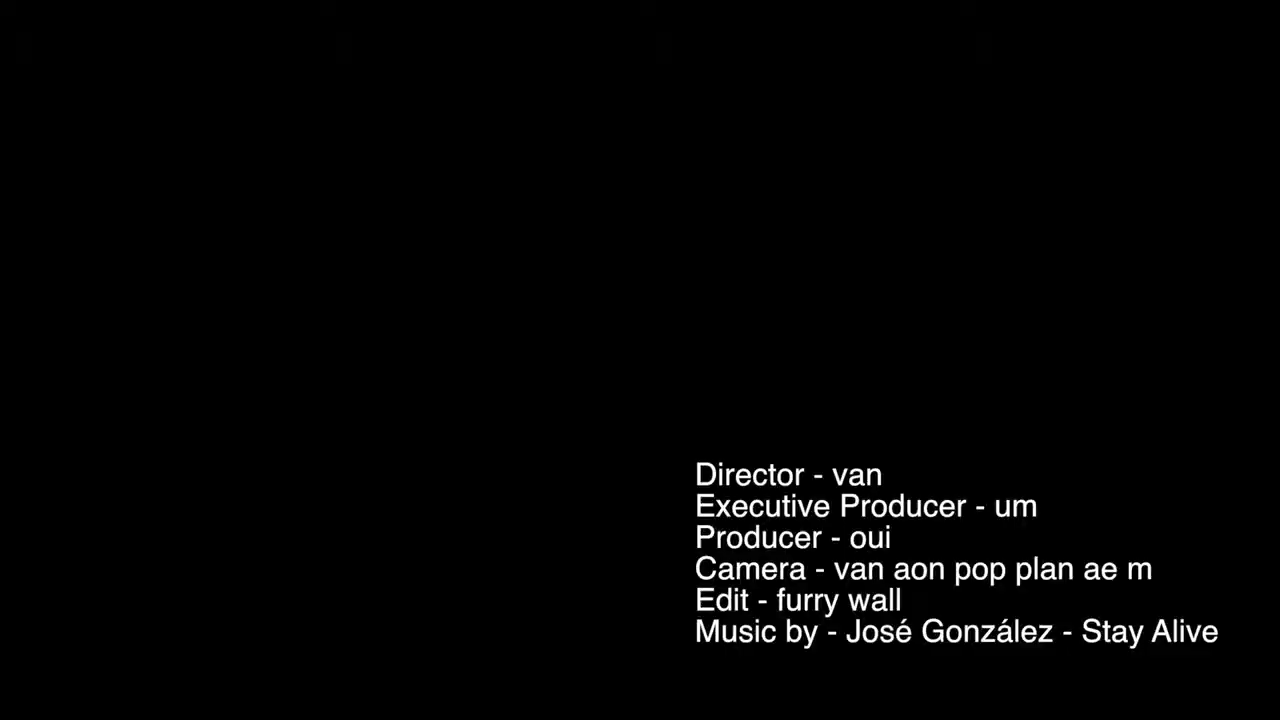 Director - van
Executive Producer - um
Producer - oui
Camera - van aon pop plan ae m
Edit - furry wall
Music by - José González - Stay Alive